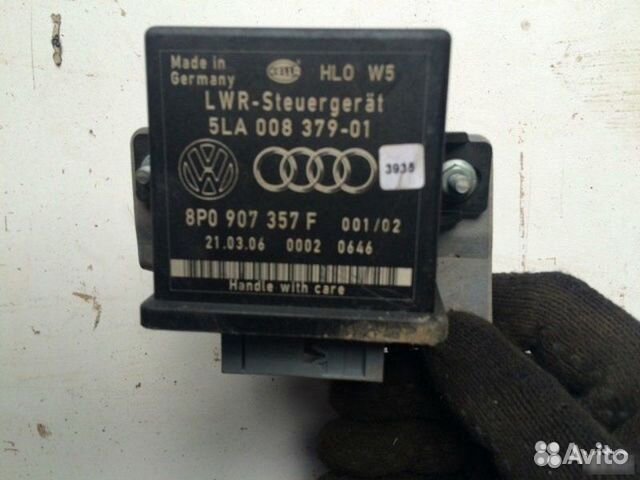 Made in
Germany
HELLA
HLO W5
LWR-Steuergerät
5LA 008 379-01
3935
8P0 907 357 F 001/02
21.03.06 0002 0646
Handle with care
Avito